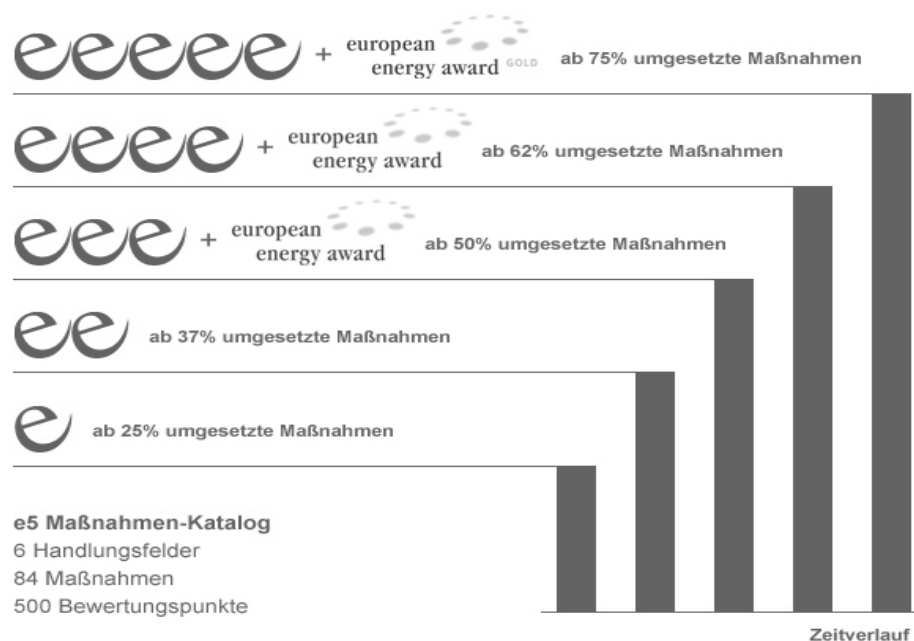 eeeee + european energy award GOLD ab 75% umgesetzte Maßnahmen
eeee + european energy award ab 62% umgesetzte Maßnahmen
eee + european energy award ab 50% umgesetzte Maßnahmen
ee ab 37% umgesetzte Maßnahmen
e ab 25% umgesetzte Maßnahmen
e5 Maßnahmen-Katalog
6 Handlungsfelder
84 Maßnahmen
500 Bewertungspunkte
Zeitverlauf